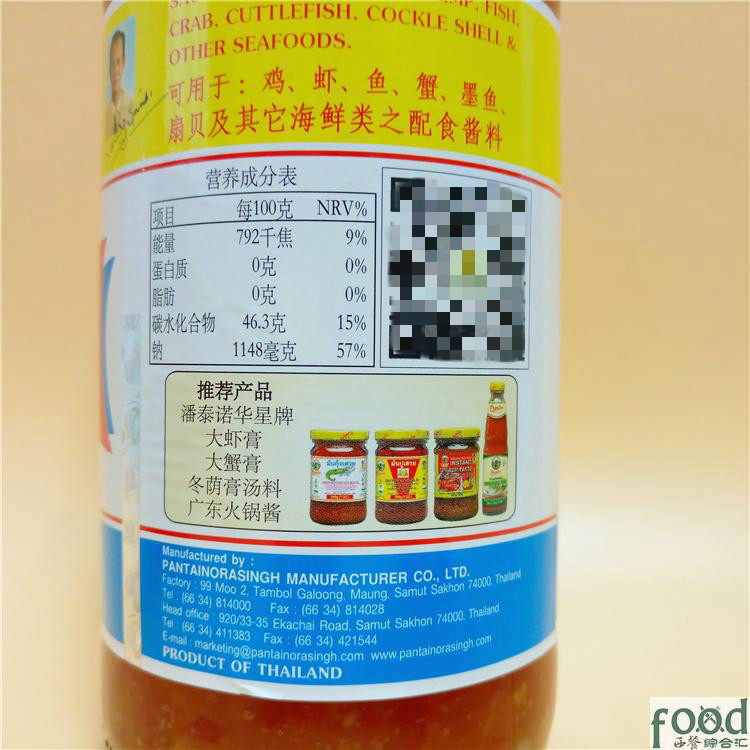 FISH,
CRAB, CUTTLEFISH, COCKLE SHELL &
OTHER SEAFOODS.
可用于：鸡、虾、鱼、蟹、墨鱼、
扇贝及其它海鲜类之配食酱料
营养成分表
项目 每100克 NRV%
能量 792千焦 9%
蛋白质 0克 0%
脂肪 0克 0%
碳水化合物 46.3克 15%
钠 1148毫克 57%
推荐产品
潘泰诺华星牌
大虾膏
大蟹膏
冬荫膏汤料
广东火锅酱
INSTANT
Manufactured by :
PANTAINORASINGH MANUFACTURER CO., LTD.
Factory : 99 Moo 2, Tambol Galoong, Maung, Samut Sakhon 74000, Thailand
Tel : (66 34) 814000 Fax : (66 34) 814028
Head office : 920/33-35 Ekachai Road, Samut Sakhon 74000, Thailand
Tel : (66 34) 411383 Fax : (66 34) 421544
E-mail : marketing@pantainorasingh.com www.pantainorasingh.com
PRODUCT OF THAILAND
food
西餐综合汇